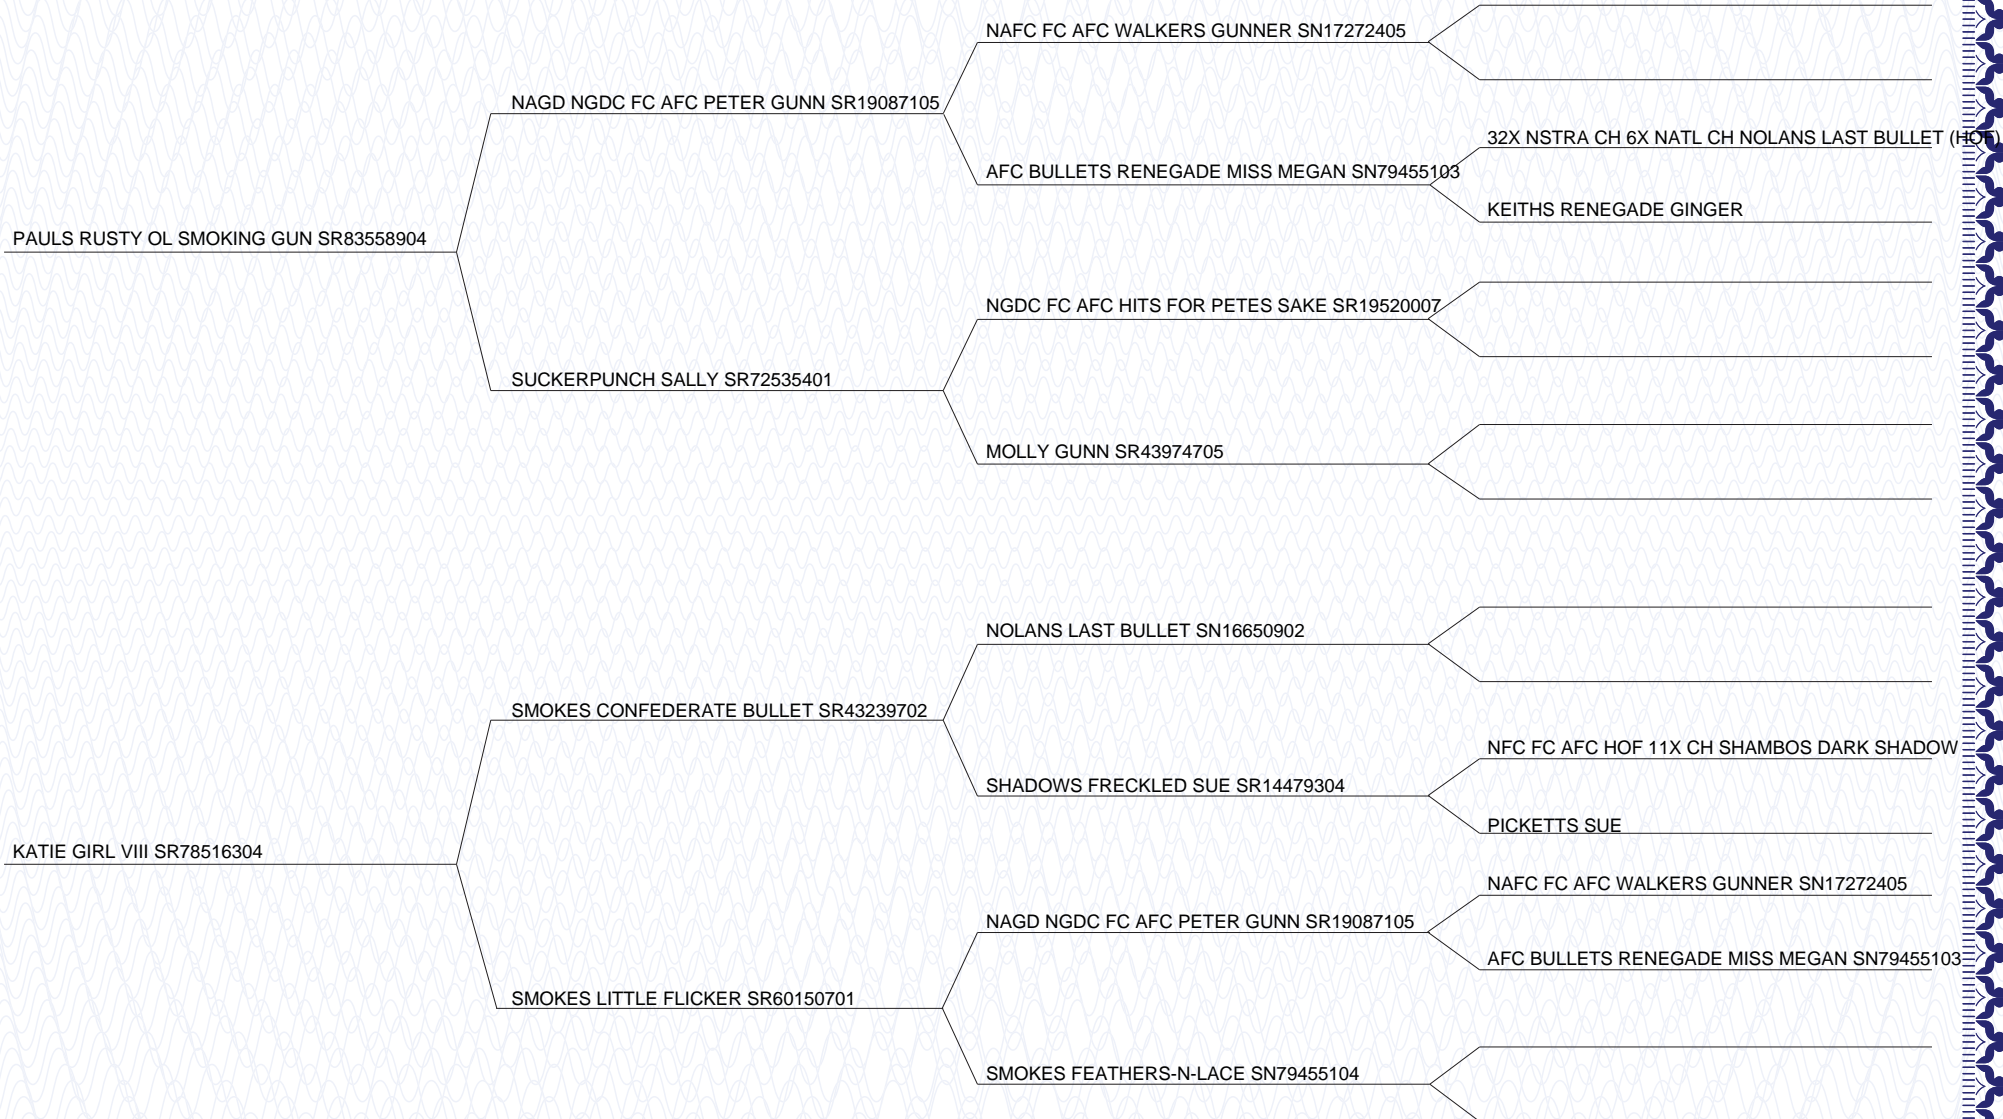 NAFC FC AFC WALKERS GUNNER SN17272405
NAGD NGDC FC AFC PETER GUNN SR19087105
32X NSTRA CH 6X NATL CH NOLANS LAST BULLET (HOF)
AFC BULLETS RENEGADE MISS MEGAN SN79455103
KEITHS RENEGADE GINGER
PAULS RUSTY OL SMOKING GUN SR83558904
NGDC FC AFC HITS FOR PETES SAKE SR19520007
SUCKERPUNCH SALLY SR72535401
MOLLY GUNN SR43974705
NOLANS LAST BULLET SN16650902
SMOKES CONFEDERATE BULLET SR43239702
NFC FC AFC HOF 11X CH SHAMBOS DARK SHADOW
SHADOWS FRECKLED SUE SR14479304
PICKETTS SUE
KATIE GIRL VIII SR78516304
NAFC FC AFC WALKERS GUNNER SN17272405
NAGD NGDC FC AFC PETER GUNN SR19087105
AFC BULLETS RENEGADE MISS MEGAN SN79455103
SMOKES LITTLE FLICKER SR60150701
SMOKES FEATHERS-N-LACE SN79455104